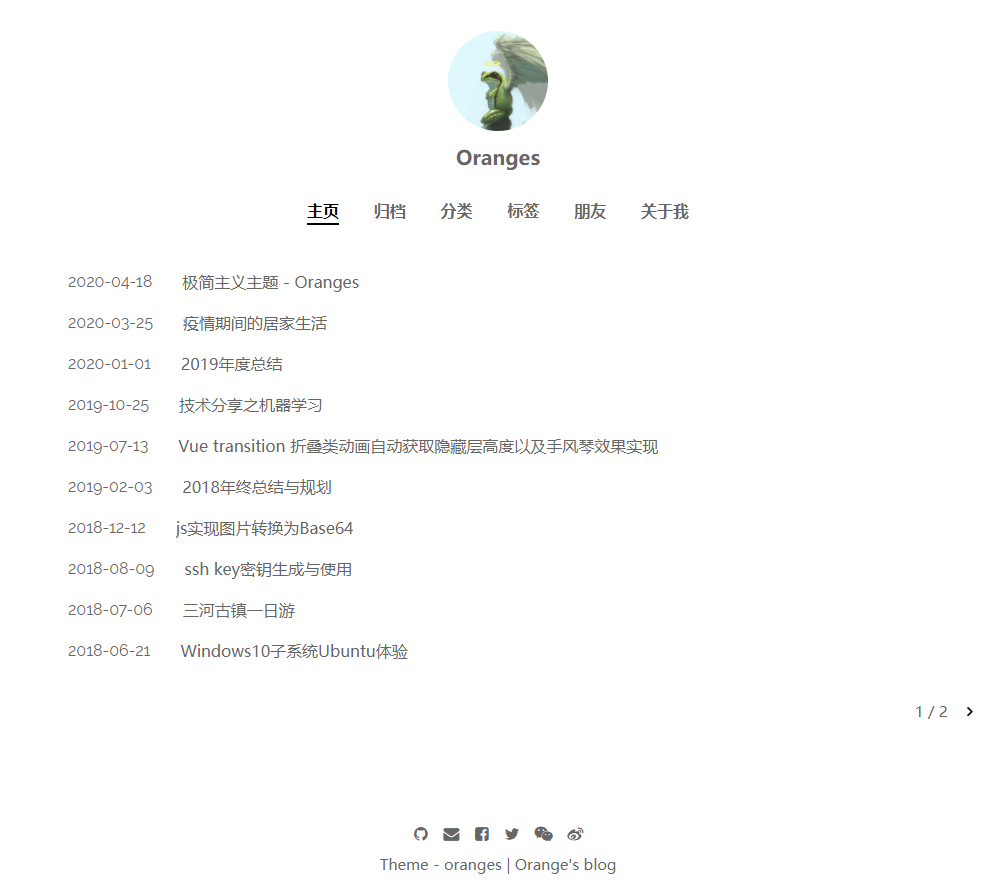 Oranges
主页 归档 分类 标签 朋友 关于我
2020-04-18 极简主义主题 - Oranges
2020-03-25 疫情期间的居家生活
2020-01-01 2019年度总结
2019-10-25 技术分享之机器学习
2019-07-13 Vue transition 折叠类动画自动获取隐藏层高度以及手风琴效果实现
2019-02-03 2018年终总结与规划
2018-12-12 js实现图片转换为Base64
2018-08-09 ssh key密钥生成与使用
2018-07-06 三河古镇一日游
2018-06-21 Windows10子系统Ubuntu体验
1 / 2
Theme - oranges | Orange's blog